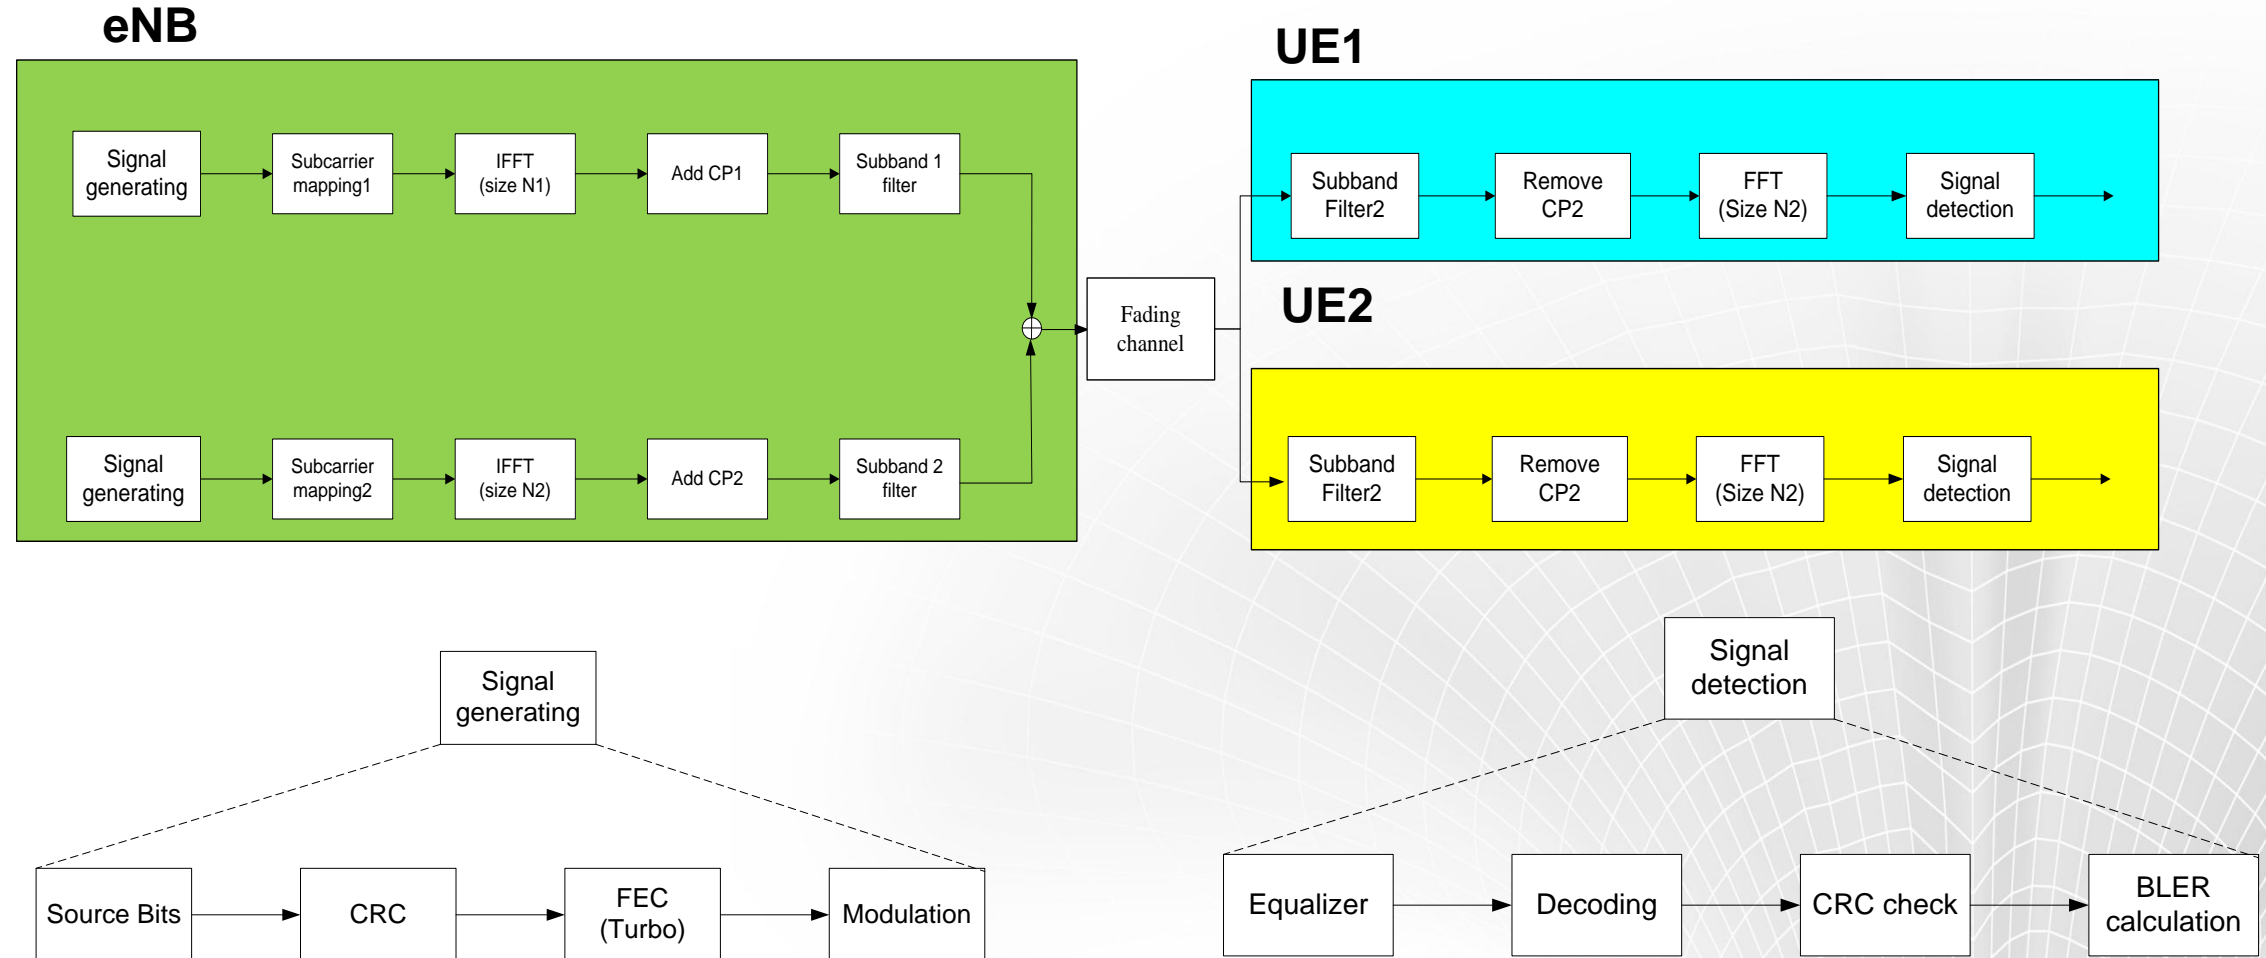 eNB
Signal
generating
Subcarrier
mapping1
IFFT
(size N1)
Add CP1
Subband 1
filter
Signal
generating
Subcarrier
mapping2
IFFT
(size N2)
Add CP2
Subband 2
filter
Fading
channel
UE1
Subband
Filter2
Remove
CP2
FFT
(Size N2)
Signal
detection
UE2
Subband
Filter2
Remove
CP2
FFT
(Size N2)
Signal
detection
Signal
generating
Source Bits
CRC
FEC
(Turbo)
Modulation
Signal
detection
Equalizer
Decoding
CRC check
BLER
calculation